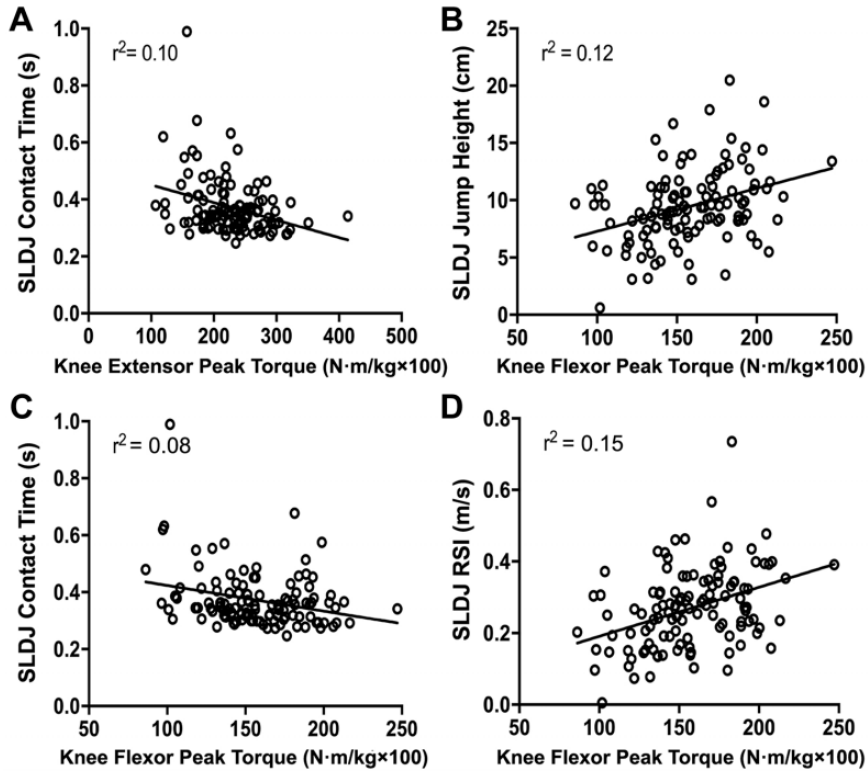 A
SLDJ Contact Time (s)
1.0
0.8
0.6
0.4
0.2
0.0
r²= 0.10
0 100 200 300 400 500
Knee Extensor Peak Torque (N·m/kg×100)
B
SLDJ Jump Height (cm)
25
20
15
10
5
0
r²= 0.12
50 100 150 200 250
Knee Flexor Peak Torque (N·m/kg×100)
C
SLDJ Contact Time (s)
1.0
0.8
0.6
0.4
0.2
0.0
r²= 0.08
50 100 150 200 250
Knee Flexor Peak Torque (N·m/kg×100)
D
SLDJ RSI (m/s)
0.8
0.6
0.4
0.2
0.0
r²= 0.15
50 100 150 200 250
Knee Flexor Peak Torque (N·m/kg×100)